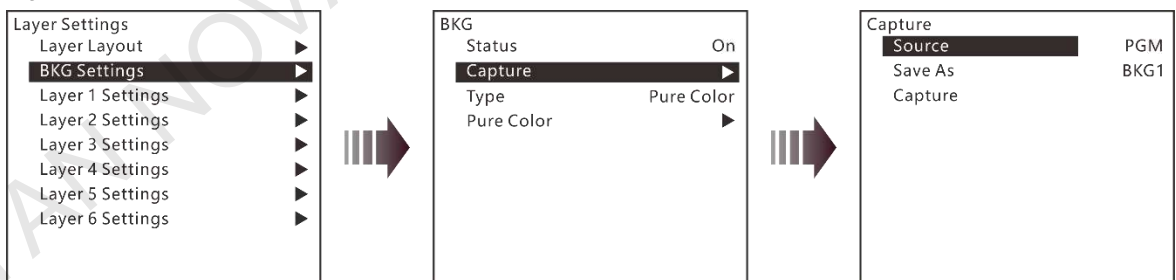 Layer Settings
Layer Layout
BKG Settings
Layer 1 Settings
Layer 2 Settings
Layer 3 Settings
Layer 4 Settings
Layer 5 Settings
Layer 6 Settings
BKG
Status On
Capture
Type Pure Color
Pure Color
Capture
Source PGM
Save As BKG1
Capture